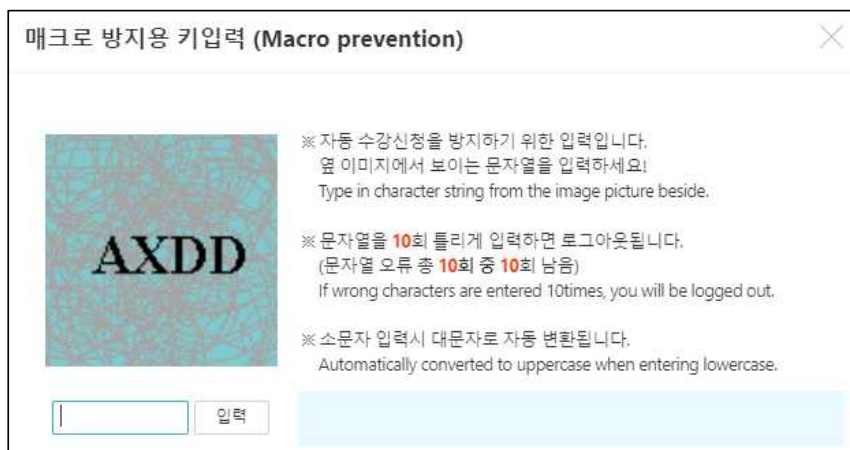 매크로 방지용 키입력 (Macro prevention)
AXDD
※ 자동 수강신청을 방지하기 위한 입력입니다.
옆 이미지에서 보이는 문자열을 입력하세요!
Type in character string from the image picture beside.
※ 문자열을 10회 틀리게 입력하면 로그아웃됩니다.
(문자열 오류 총 10회 중 10회 남음)
If wrong characters are entered 10times, you will be logged out.
※ 소문자 입력시 대문자로 자동 변환됩니다.
Automatically converted to uppercase when entering lowercase.
입력